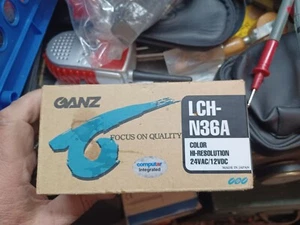 GANZ
FOCUS ON QUALITY
computar
Integrated
LCH-
N36A
COLOR
HI-RESOLUTION
24VAC/12VDC
MADE IN JAPAN